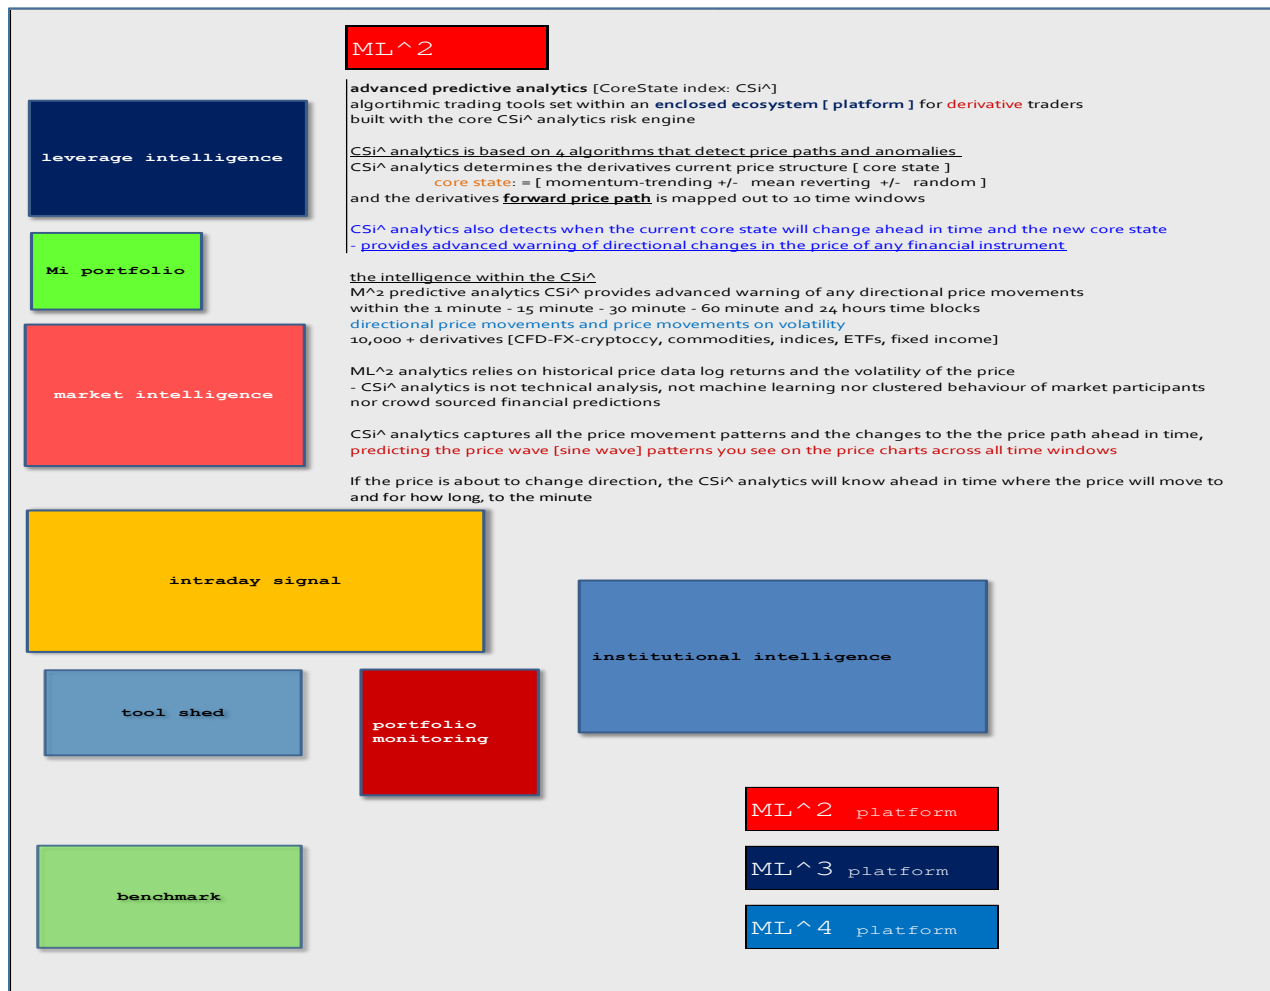 ML^2
advanced predictive analytics [CoreState index: CSi^]
algortihmic trading tools set within an enclosed ecosystem [ platform ] for derivative traders
built with the core CSi^ analytics risk engine
CSi^ analytics is based on 4 algorithms that detect price paths and anomalies
CSi^ analytics determines the derivatives current price structure [ core state ]
core state: = [ momentum-trending +/- mean reverting +/- random ]
and the derivatives forward price path is mapped out to 10 time windows
CSi^ analytics also detects when the current core state will change ahead in time and the new core state
- provides advanced warning of directional changes in the price of any financial instrument
the intelligence within the CSi^
M^2 predictive analytics CSi^ provides advanced warning of any directional price movements
within the 1 minute - 15 minute - 30 minute - 60 minute and 24 hours time blocks
directional price movements and price movements on volatility
10,000 + derivatives [CFD-FX-cryptoccy, commodities, indices, ETFs, fixed income]
ML^2 analytics relies on historical price data log returns and the volatility of the price
- CSi^ analytics is not technical analysis, not machine learning nor clustered behaviour of market participants
nor crowd sourced financial predictions
CSi^ analytics captures all the price movement patterns and the changes to the the price path ahead in time,
predicting the price wave [sine wave] patterns you see on the price charts across all time windows
If the price is about to change direction, the CSi^ analytics will know ahead in time where the price will move to
and for how long, to the minute
leverage intelligence
Mi portfolio
market intelligence
intraday signal
institutional intelligence
tool shed
portfolio
monitoring
benchmark
ML^2 platform
ML^3 platform
ML^4 platform